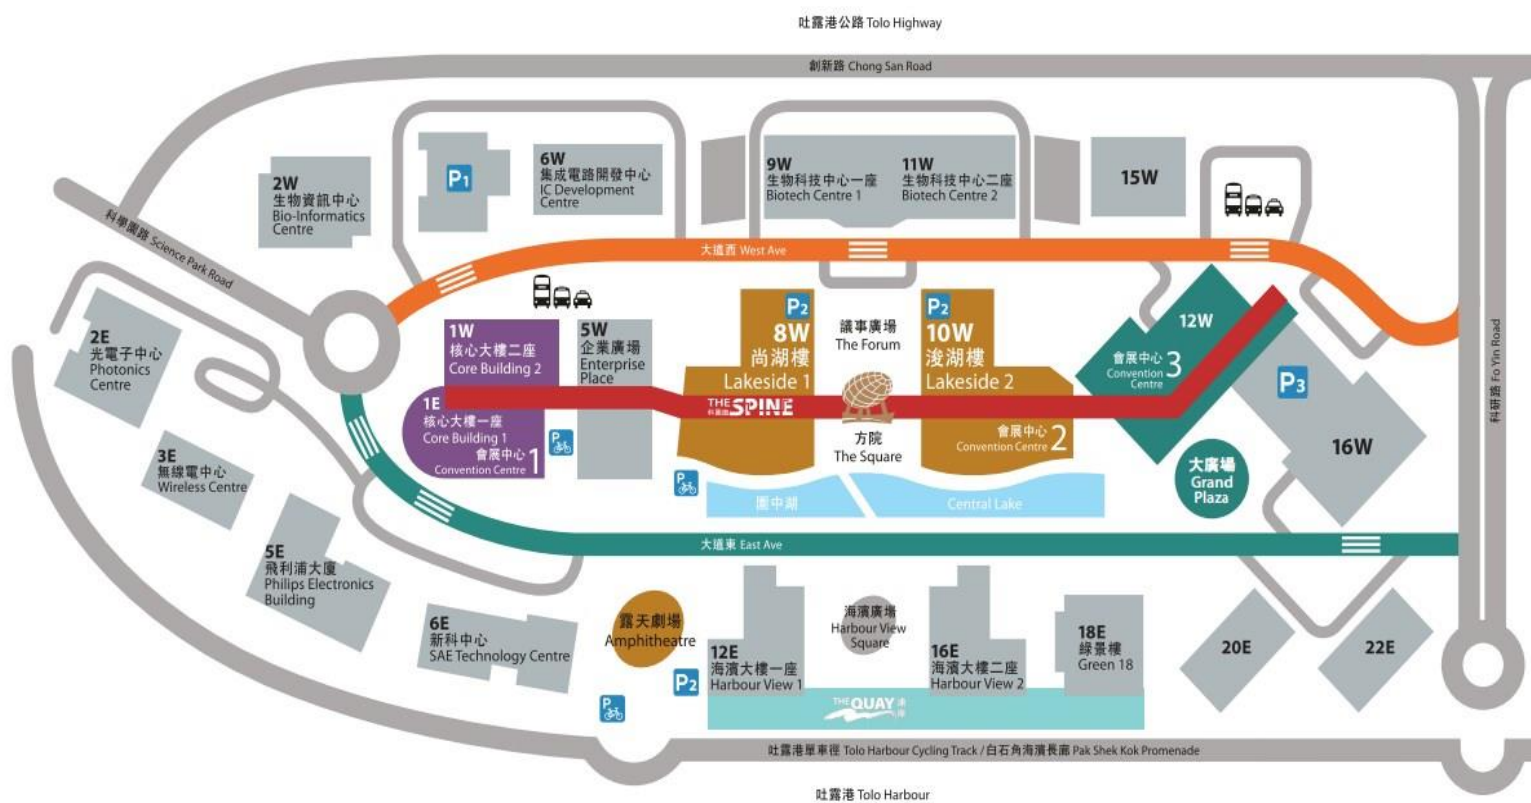 吐露港公路 Tolo Highway
創新路 Chong San Road
2W
生物資訊中心
Bio-Informatics
Centre
P1
6W
集成電路開發中心
IC Development
Centre
9W
生物科技中心一座
Biotech Centre 1
11W
生物科技中心二座
Biotech Centre 2
15W
科學園路 Science Park Road
大道西 West Ave
2E
光電子中心
Photonics
Centre
1W
核心大樓二座
Core Building 2
5W
企業廣場
Enterprise
Place
P2
8W
尚湖樓
Lakeside 1
議事廣場
The Forum
P2
10W
浚湖樓
Lakeside 2
12W
會展中心 3
Convention
Centre
P3
16W
科研路 Fo Yin Road
1E
核心大樓一座
Core Building 1
會展中心
Convention Centre 1
P
THE SPINE
方院
The Square
會展中心
Convention Centre 2
大廣場
Grand
Plaza
3E
無線電中心
Wireless Centre
P
園中湖
Central Lake
大道東 East Ave
5E
飛利浦大廈
Philips Electronics
Building
6E
新科中心
SAE Technology Centre
露天劇場
Amphitheatre
P2
P
12E
海濱大樓一座
Harbour View 1
海濱廣場
Harbour View
Square
16E
海濱大樓二座
Harbour View 2
18E
綠景樓
Green 18
20E
22E
THE QUAY
吐露港單車徑 Tolo Harbour Cycling Track / 白石角海濱長廊 Pak Shek Kok Promenade
吐露港 Tolo Harbour